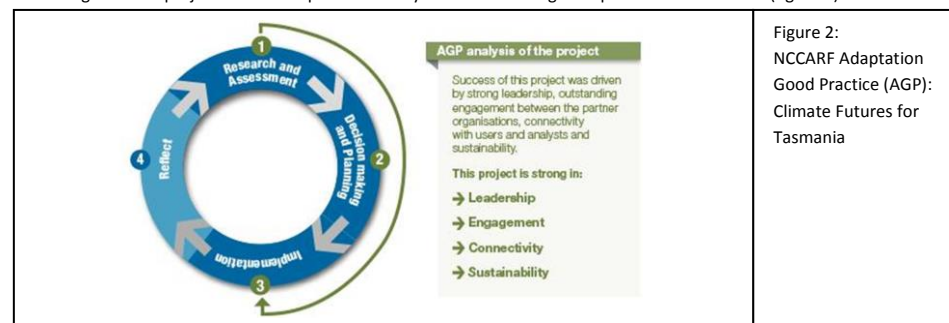 1
Research and
Assessment
Decision making
and Planning
2
Implementation
3
Reflect
4
AGP analysis of the project
Success of this project was driven
by strong leadership, outstanding
engagement between the partner
organisations, connectivity
with users and analysts and
sustainability.
This project is strong in:
→ Leadership
→ Engagement
→ Connectivity
→ Sustainability
Figure 2:
NCCARF Adaptation
Good Practice (AGP):
Climate Futures for
Tasmania